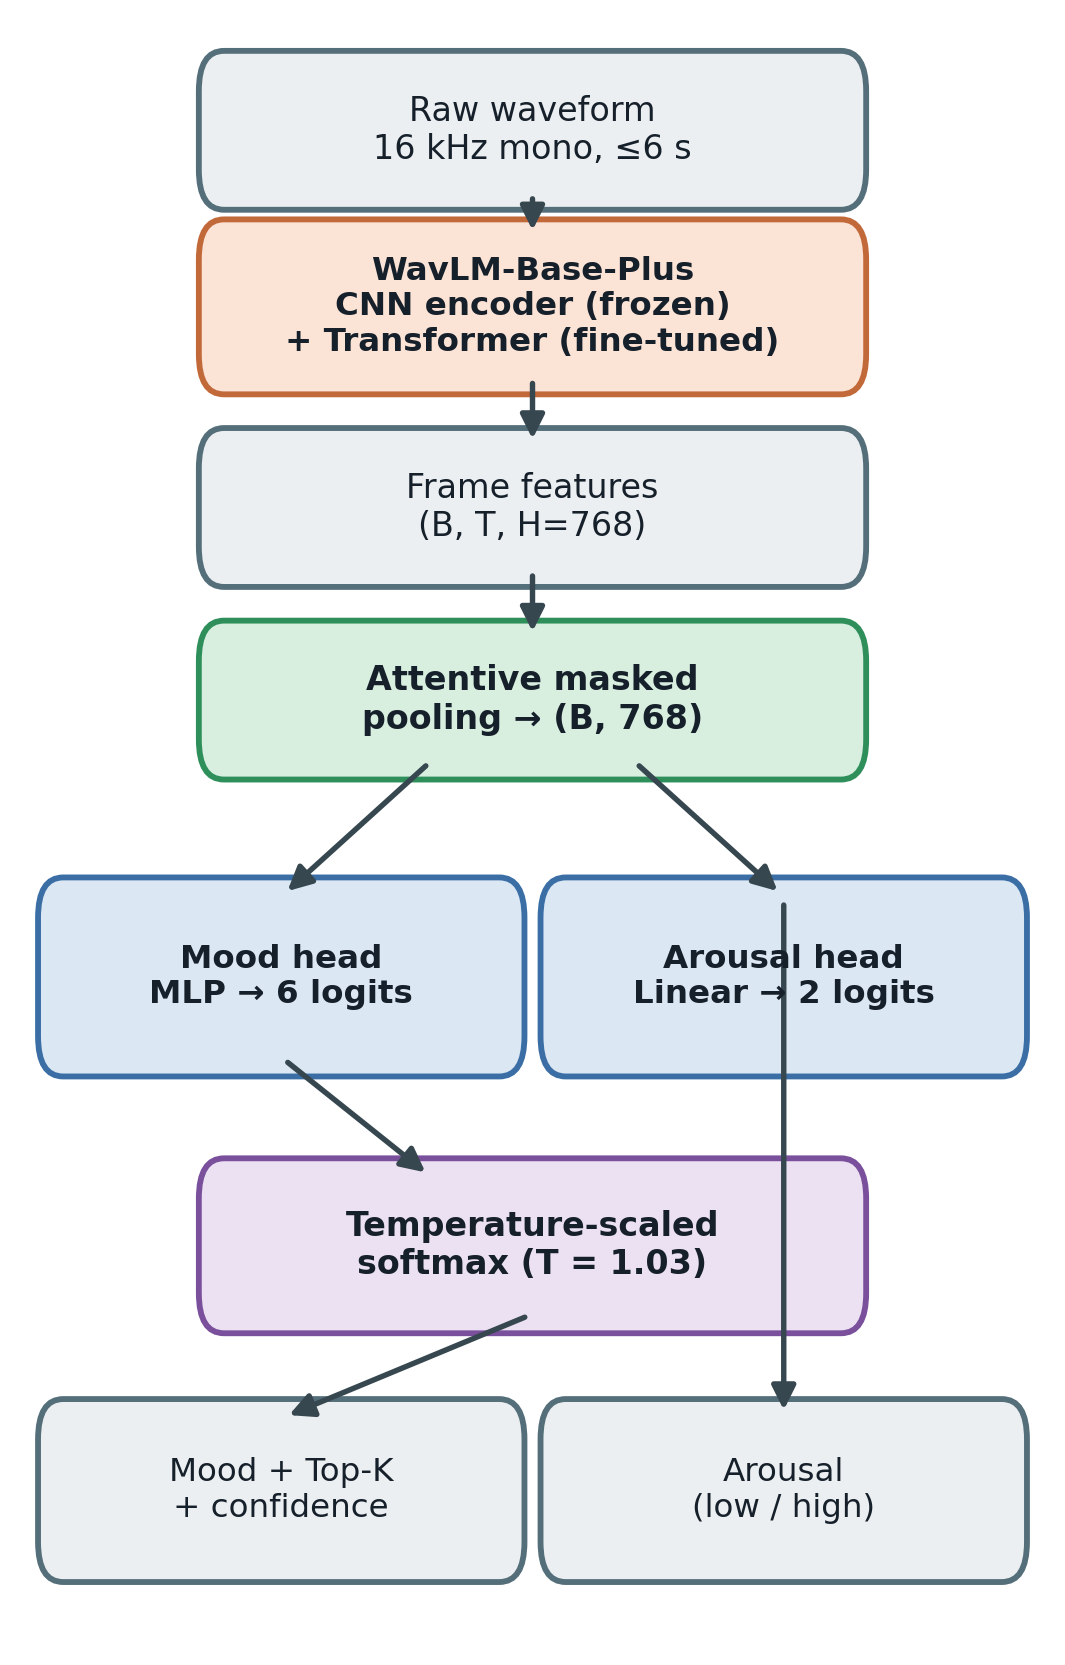 Raw waveform
16 kHz mono, ≤6 s
WavLM-Base-Plus
CNN encoder (frozen)
+ Transformer (fine-tuned)
Frame features
(B, T, H=768)
Attentive masked
pooling → (B, 768)
Mood head
MLP → 6 logits
Arousal head
Linear → 2 logits
Temperature-scaled
softmax (T = 1.03)
Mood + Top-K
+ confidence
Arousal
(low / high)